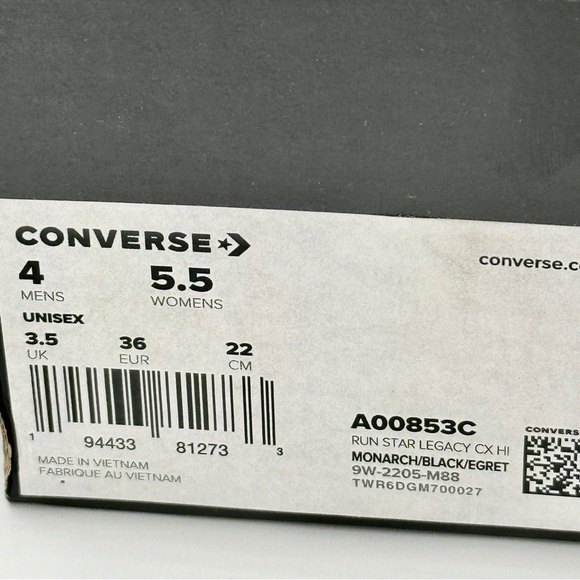 CONVERSE
converse.co
4 5.5
MENS WOMENS
UNISEX
3.5 36 22
UK EUR CM
1 94433 81273 3
MADE IN VIETNAM
FABRIQUE AU VIETNAM
A00853C
RUN STAR LEGACY CX HI
MONARCH/BLACK/EGRET
9W-2205-M88
TWR6DGM700027
CONVERS